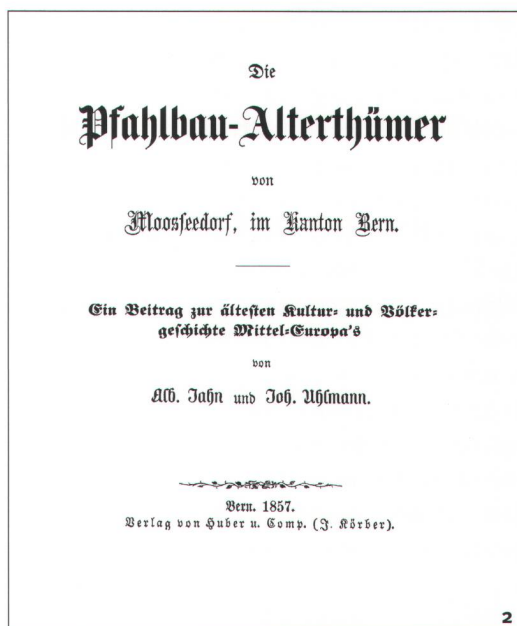 Die
Pfahlbau-Alterthümer
von
Moosseedorf, im Kanton Bern.
Ein Beitrag zur ältesten Kultur- und Völker-
geschichte Mittel-Europa's
von
Alb. Jahn und Joh. Uhlmann.
Bern. 1857.
Verlag von Huber u. Comp. (J. Körber).
2